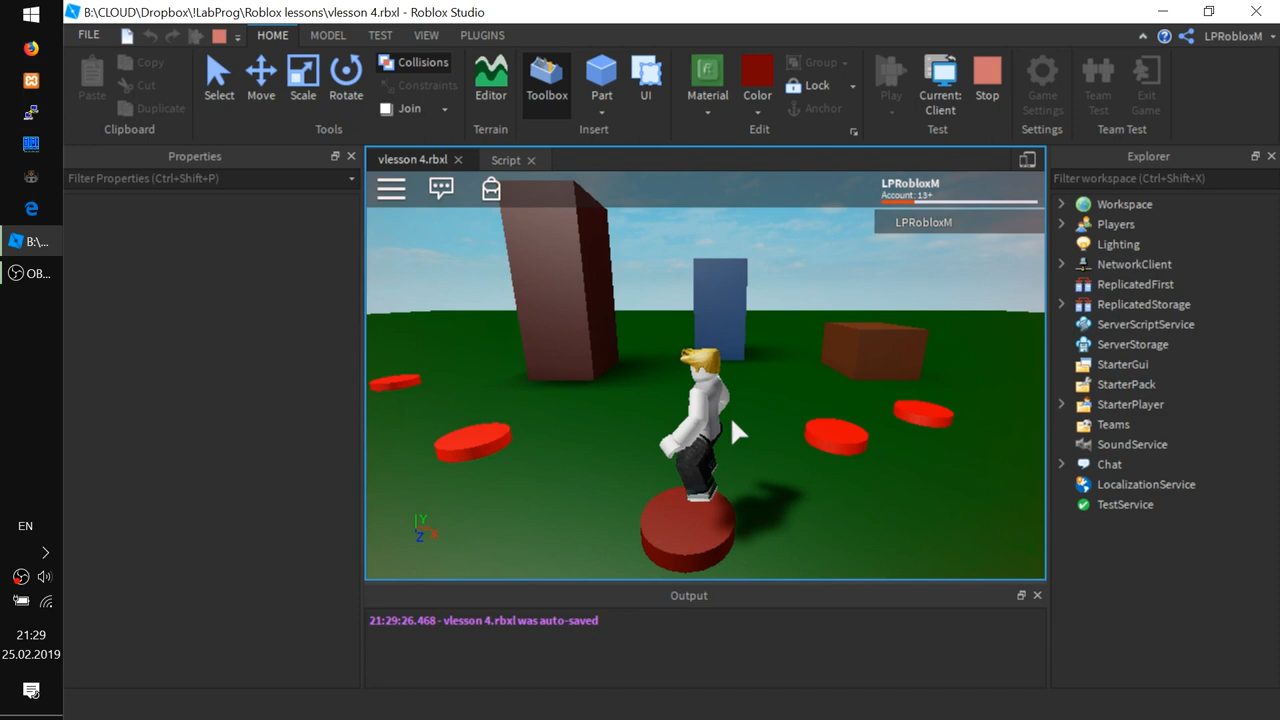 B:\CLOUD\Dropbox\!LabProg\Roblox lessons\vlesson 4.rbxl - Roblox Studio
FILE HOME MODEL TEST VIEW PLUGINS LPRobloxM
Paste Copy Cut Duplicate
Select Move Scale Rotate
Collisions Constraints Join
Editor Toolbox Part UI
Material Color Group Lock Anchor
Play Current: Client Stop
Game Settings Team Test Exit Game
Clipboard Tools Terrain Insert Edit Test Settings Team Test
Properties
Filter Properties (Ctrl+Shift+P)
vlesson 4.rbxl Script
LPRobloxM
Account: 13+
LPRobloxM
Y
X
Z
Output
21:29:26.468 - vlesson 4.rbxl was auto-saved
Explorer
Filter workspace (Ctrl+Shift+X)
Workspace
Players
Lighting
NetworkClient
ReplicatedFirst
ReplicatedStorage
ServerScriptService
ServerStorage
StarterGui
StarterPack
StarterPlayer
Teams
SoundService
Chat
LocalizationService
TestService
B:\...
OB...
EN
21:29
25.02.2019